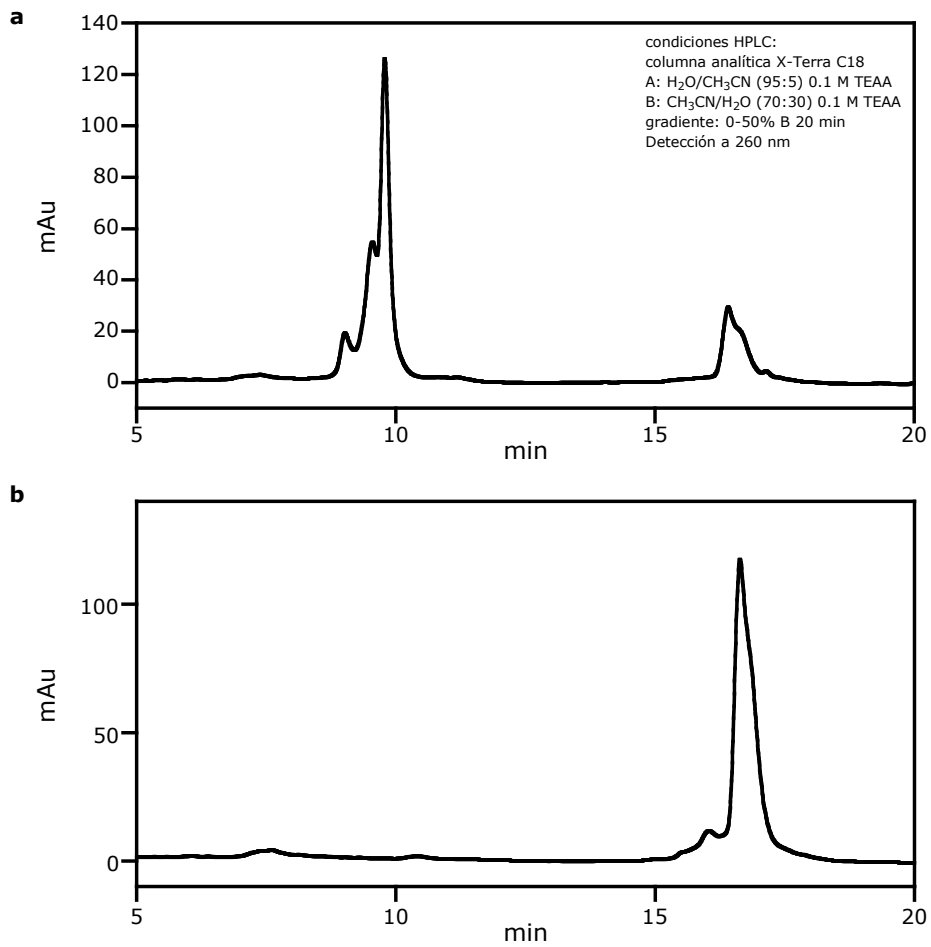 a
140
120
100
80
60
40
20
0
mAu
condiciones HPLC:
columna analítica X-Terra C18
A: H₂O/CH₃CN (95:5) 0.1 M TEAA
B: CH₃CN/H₂O (70:30) 0.1 M TEAA
gradiente: 0-50% B 20 min
Detección a 260 nm
5 10 15 20
min
b
100
50
0
mAu
5 10 15 20
min